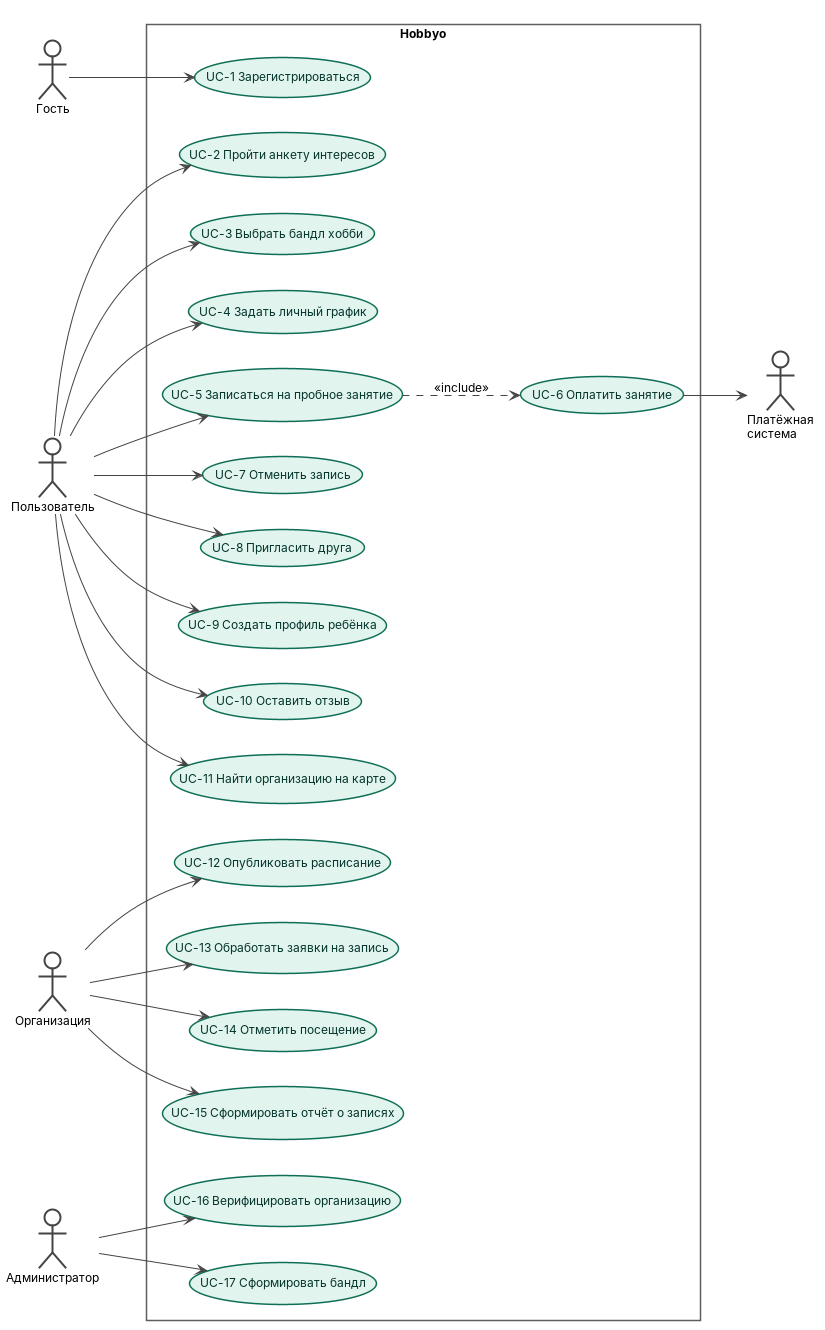 Hobbyo
Гость
UC-1 Зарегистрироваться
UC-2 Пройти анкету интересов
UC-3 Выбрать бандл хобби
UC-4 Задать личный график
UC-5 Записаться на пробное занятие
«include»
UC-6 Оплатить занятие
Платёжная
система
Пользователь
UC-7 Отменить запись
UC-8 Пригласить друга
UC-9 Создать профиль ребёнка
UC-10 Оставить отзыв
UC-11 Найти организацию на карте
UC-12 Опубликовать расписание
UC-13 Обработать заявки на запись
Организация
UC-14 Отметить посещение
UC-15 Сформировать отчёт о записях
UC-16 Верифицировать организацию
Администратор
UC-17 Сформировать бандл